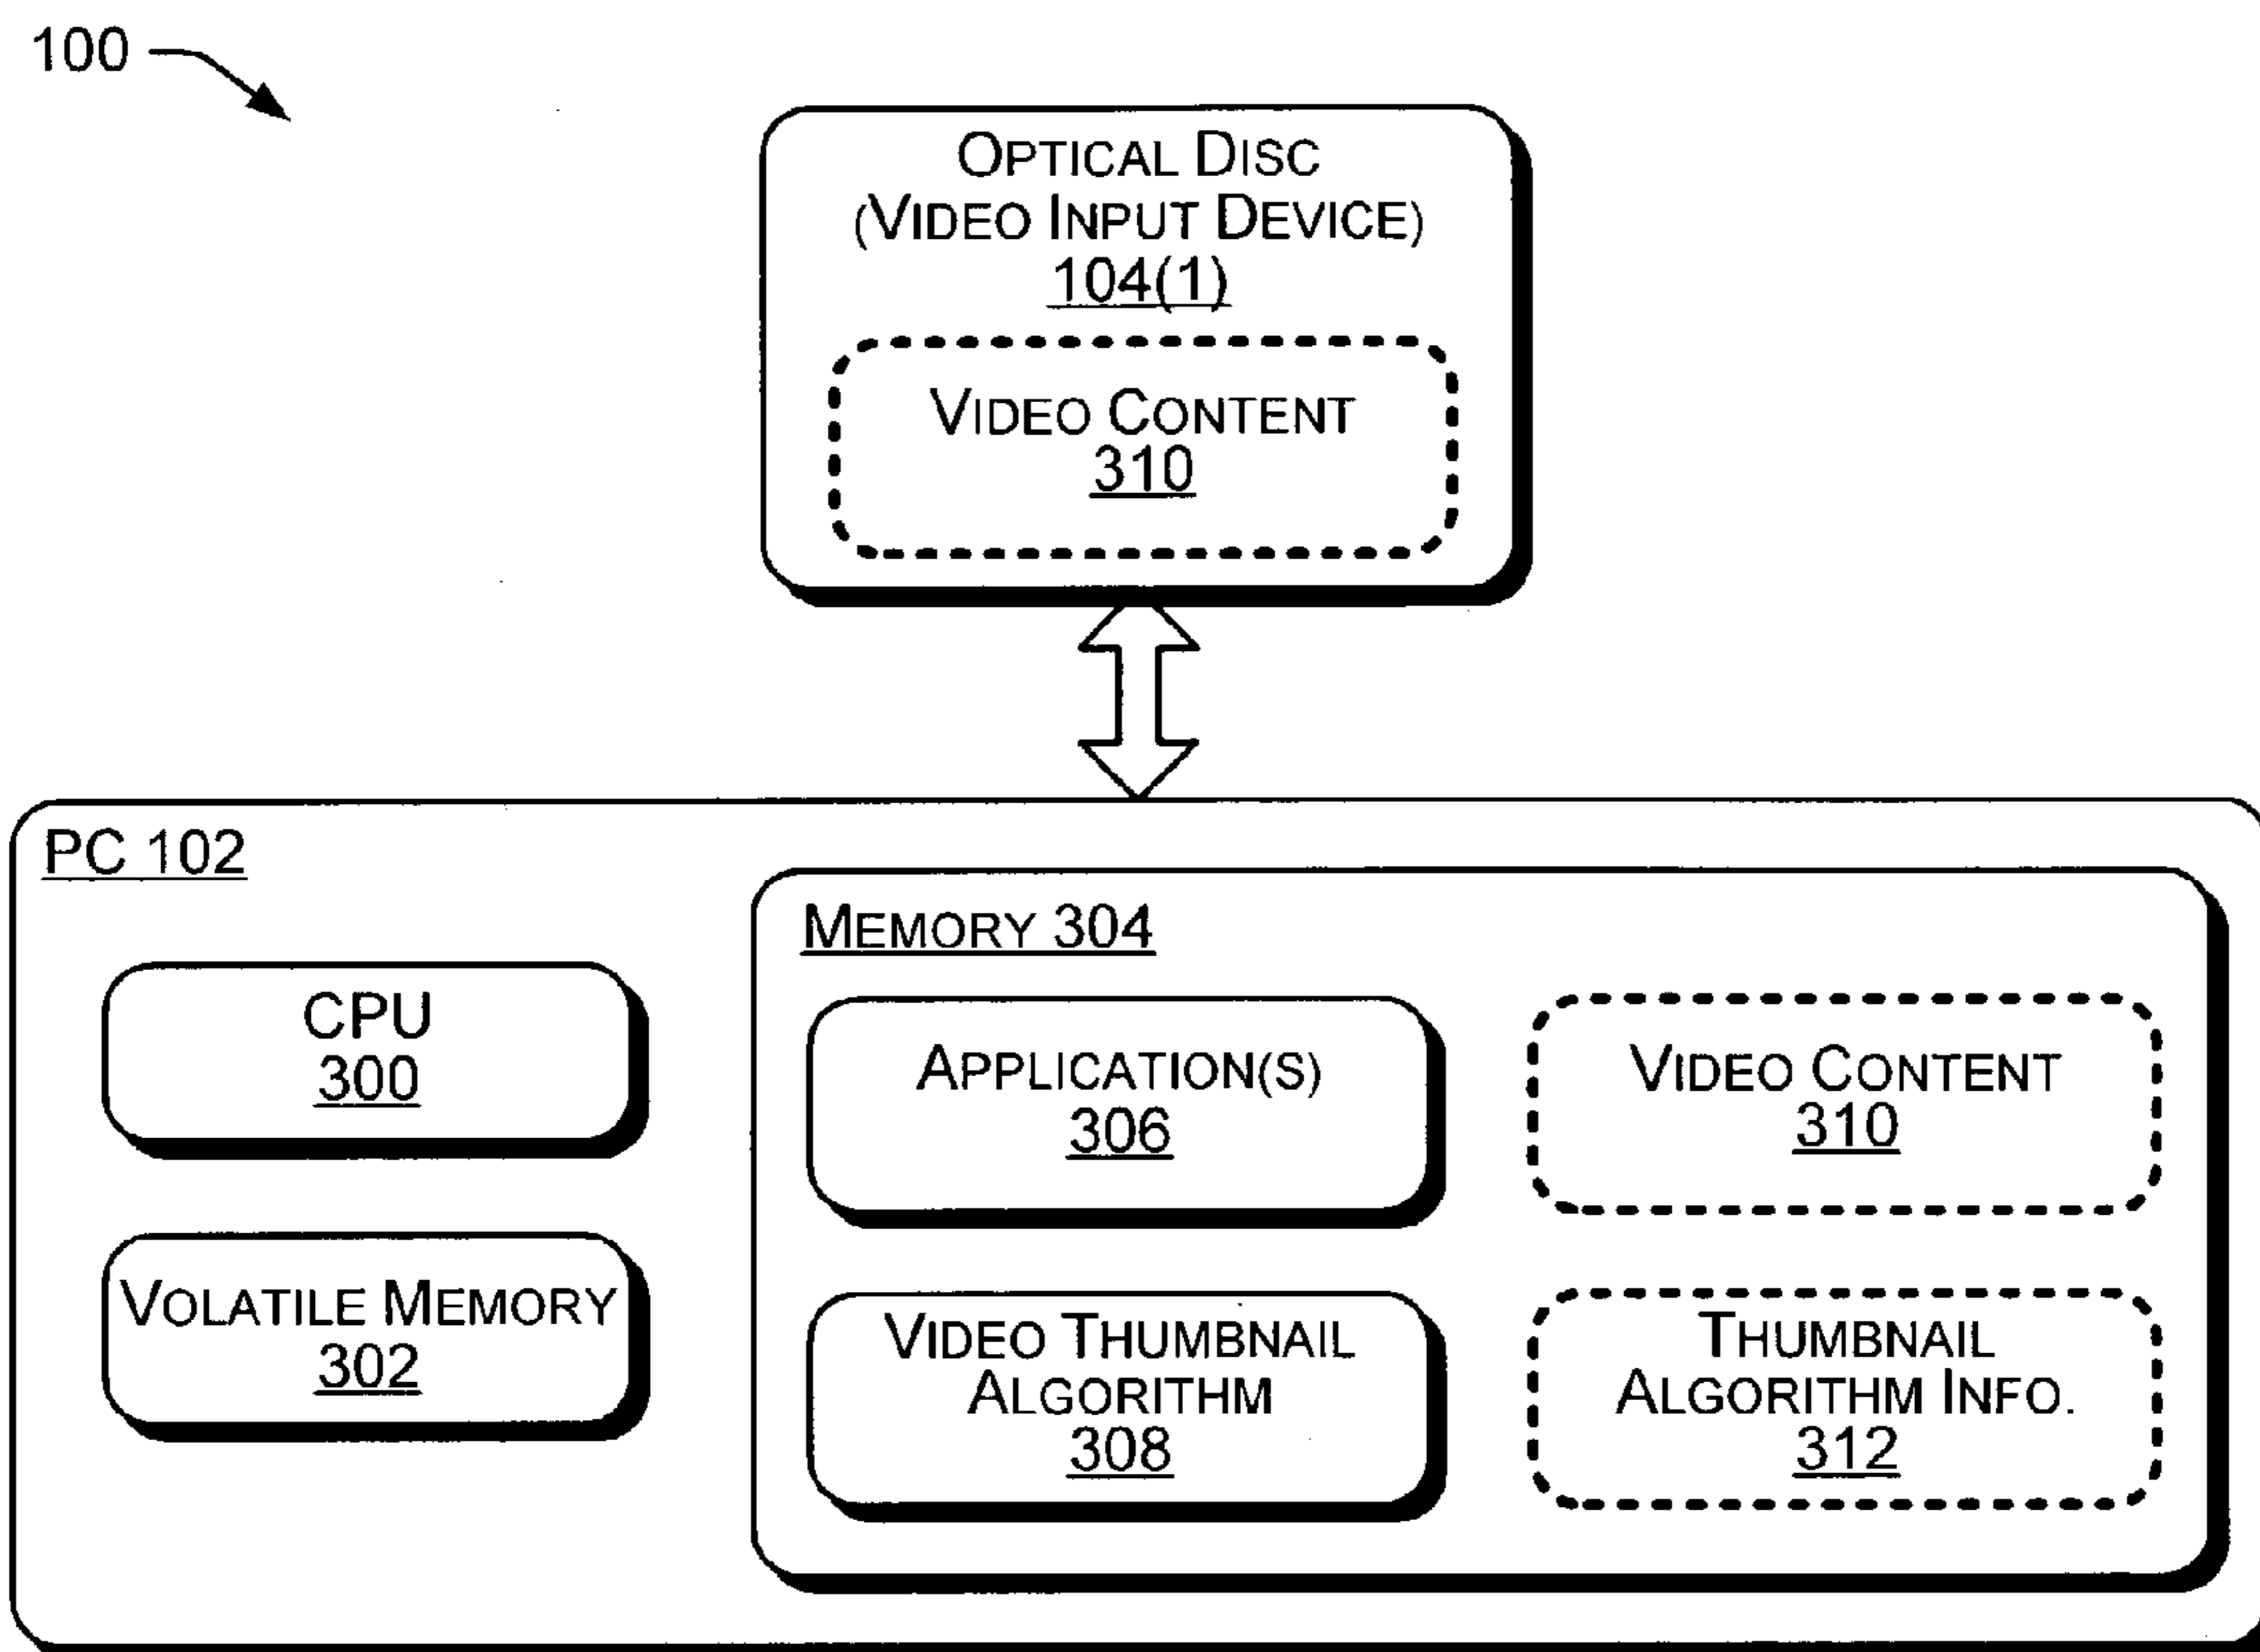 100
OPTICAL DISC
(VIDEO INPUT DEVICE)
104(1)
VIDEO CONTENT
310
PC 102
CPU
300
VOLATILE MEMORY
302
MEMORY 304
APPLICATION(S)
306
VIDEO CONTENT
310
VIDEO THUMBNAIL
ALGORITHM
308
THUMBNAIL
ALGORITHM INFO.
312